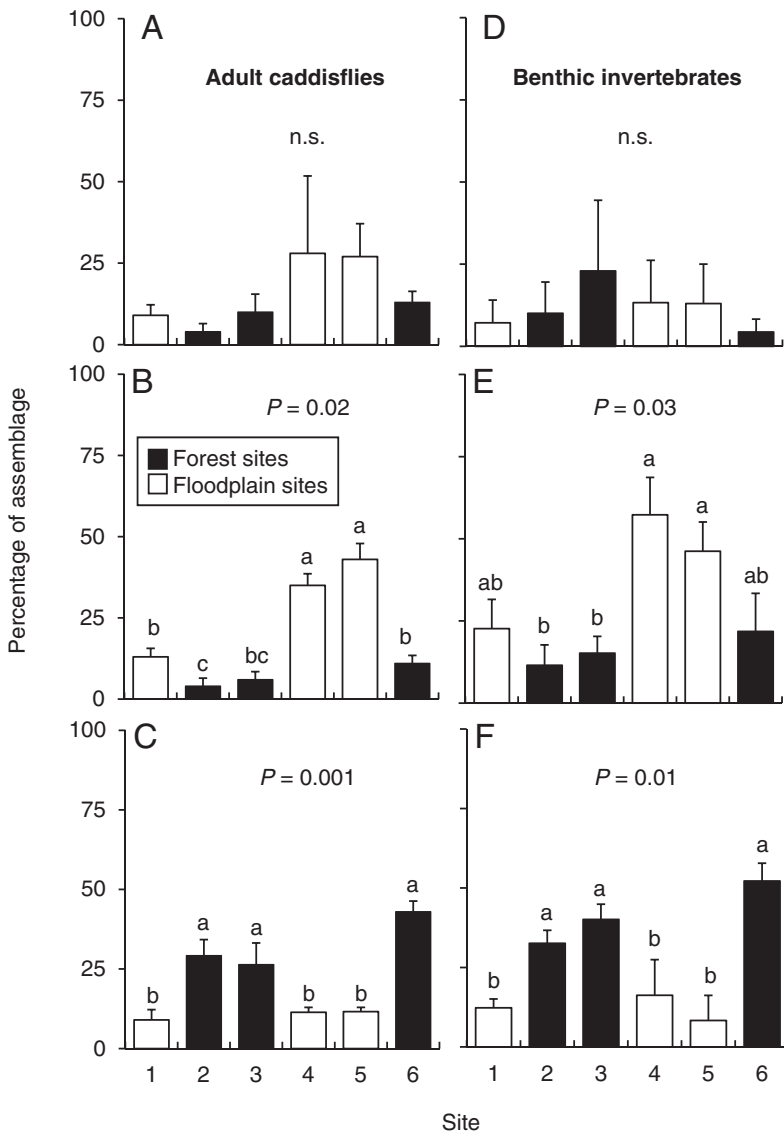 A
D
100
Adult caddisflies
Benthic invertebrates
75
n.s.
n.s.
50
25
0
B
E
100
P = 0.02
P = 0.03
75
Forest sites
Floodplain sites
a
a
50
a
a
25
b
c
bc
b
ab
b
b
ab
0
C
F
100
P = 0.001
P = 0.01
75
50
a
a
a
a
a
a
25
b
b
b
b
b
b
0
1 2 3 4 5 6
1 2 3 4 5 6
Percentage of assemblage
Site